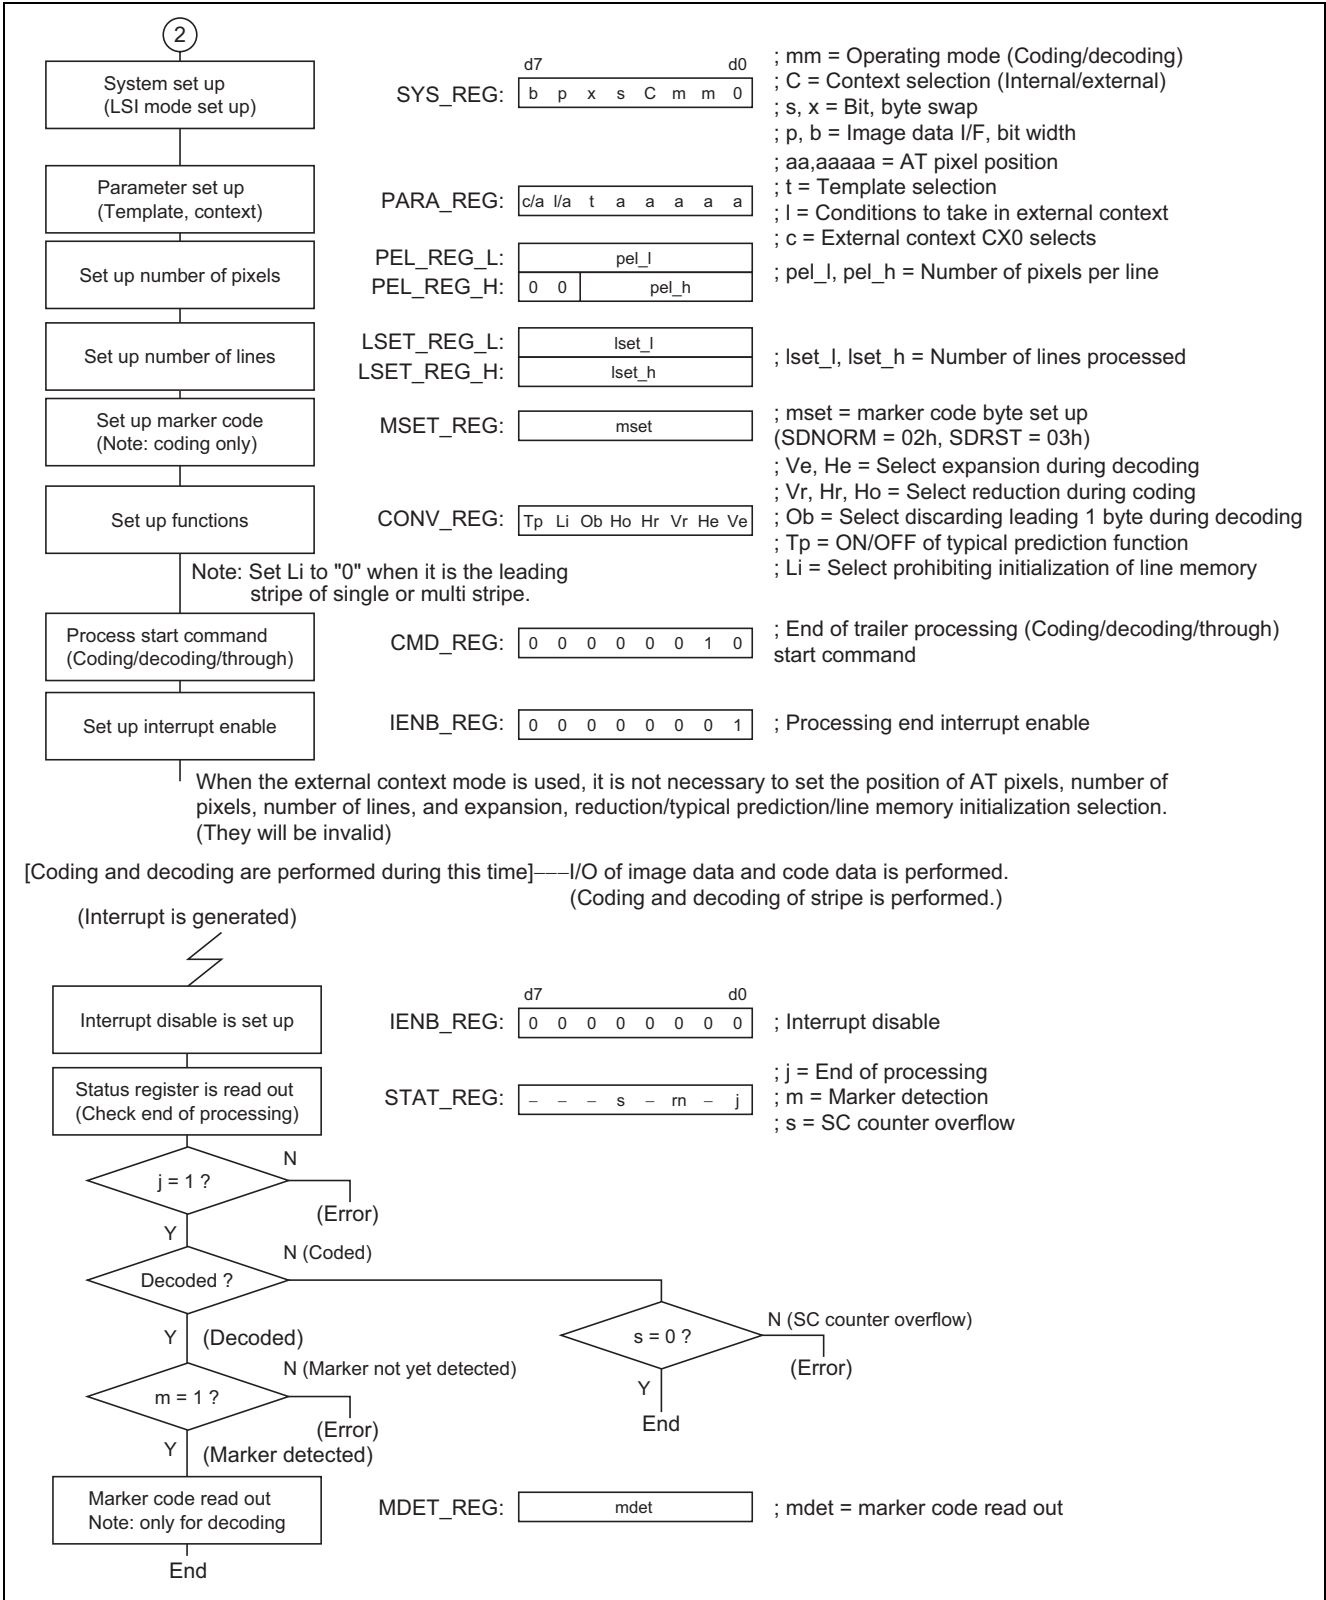 2
System set up
(LSI mode set up)
d7 d0
SYS_REG: b p x s C m m 0
; mm = Operating mode (Coding/decoding)
; C = Context selection (Internal/external)
; s, x = Bit, byte swap
; p, b = Image data I/F, bit width
Parameter set up
(Template, context)
PARA_REG: c/a l/a t a a a a a
; aa,aaaaa = AT pixel position
; t = Template selection
; l = Conditions to take in external context
; c = External context CX0 selects
Set up number of pixels
PEL_REG_L: pel_l
PEL_REG_H: 0 0 pel_h
; pel_l, pel_h = Number of pixels per line
Set up number of lines
LSET_REG_L: lset_l
LSET_REG_H: lset_h
; lset_l, lset_h = Number of lines processed
Set up marker code
(Note: coding only)
MSET_REG: mset
; mset = marker code byte set up
(SDNORM = 02h, SDRST = 03h)
Set up functions
CONV_REG: Tp Li Ob Ho Hr Vr He Ve
; Ve, He = Select expansion during decoding
; Vr, Hr, Ho = Select reduction during coding
; Ob = Select discarding leading 1 byte during decoding
; Tp = ON/OFF of typical prediction function
; Li = Select prohibiting initialization of line memory
Note: Set Li to "0" when it is the leading
stripe of single or multi stripe.
Process start command
(Coding/decoding/through)
CMD_REG: 0 0 0 0 0 0 1 0
; End of trailer processing (Coding/decoding/through)
start command
Set up interrupt enable
IENB_REG: 0 0 0 0 0 0 0 1
; Processing end interrupt enable
When the external context mode is used, it is not necessary to set the position of AT pixels, number of
pixels, number of lines, and expansion, reduction/typical prediction/line memory initialization selection.
(They will be invalid)
[Coding and decoding are performed during this time]–––I/O of image data and code data is performed.
(Coding and decoding of stripe is performed.)
(Interrupt is generated)
Interrupt disable is set up
d7 d0
IENB_REG: 0 0 0 0 0 0 0 0
; Interrupt disable
Status register is read out
(Check end of processing)
STAT_REG: – – – s – rn – j
; j = End of processing
; m = Marker detection
; s = SC counter overflow
j = 1 ?
N
(Error)
Y
Decoded ?
N (Coded)
Y (Decoded)
s = 0 ?
N (SC counter overflow)
(Error)
Y
End
m = 1 ?
N (Marker not yet detected)
(Error)
Y (Marker detected)
Marker code read out
Note: only for decoding
MDET_REG: mdet
; mdet = marker code read out
End